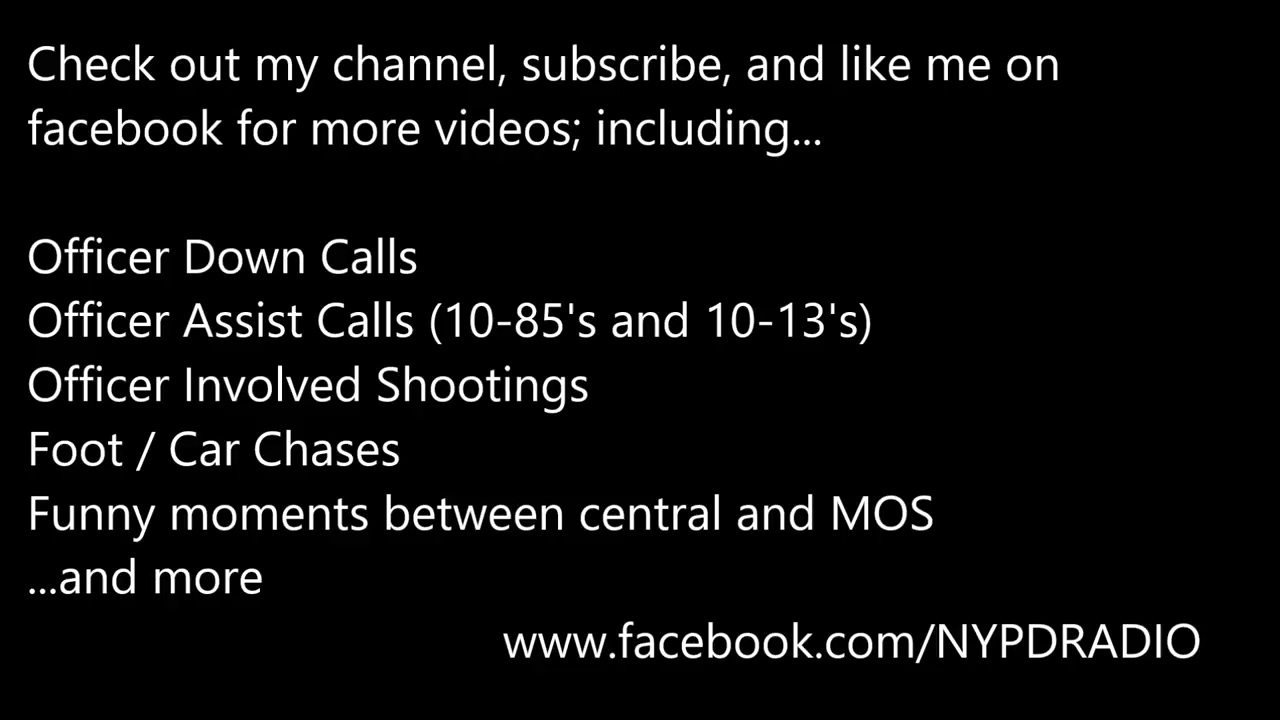 Check out my channel, subscribe, and like me on
facebook for more videos; including...
Officer Down Calls
Officer Assist Calls (10-85's and 10-13's)
Officer Involved Shootings
Foot / Car Chases
Funny moments between central and MOS
...and more
www.facebook.com/NYPDRADIO